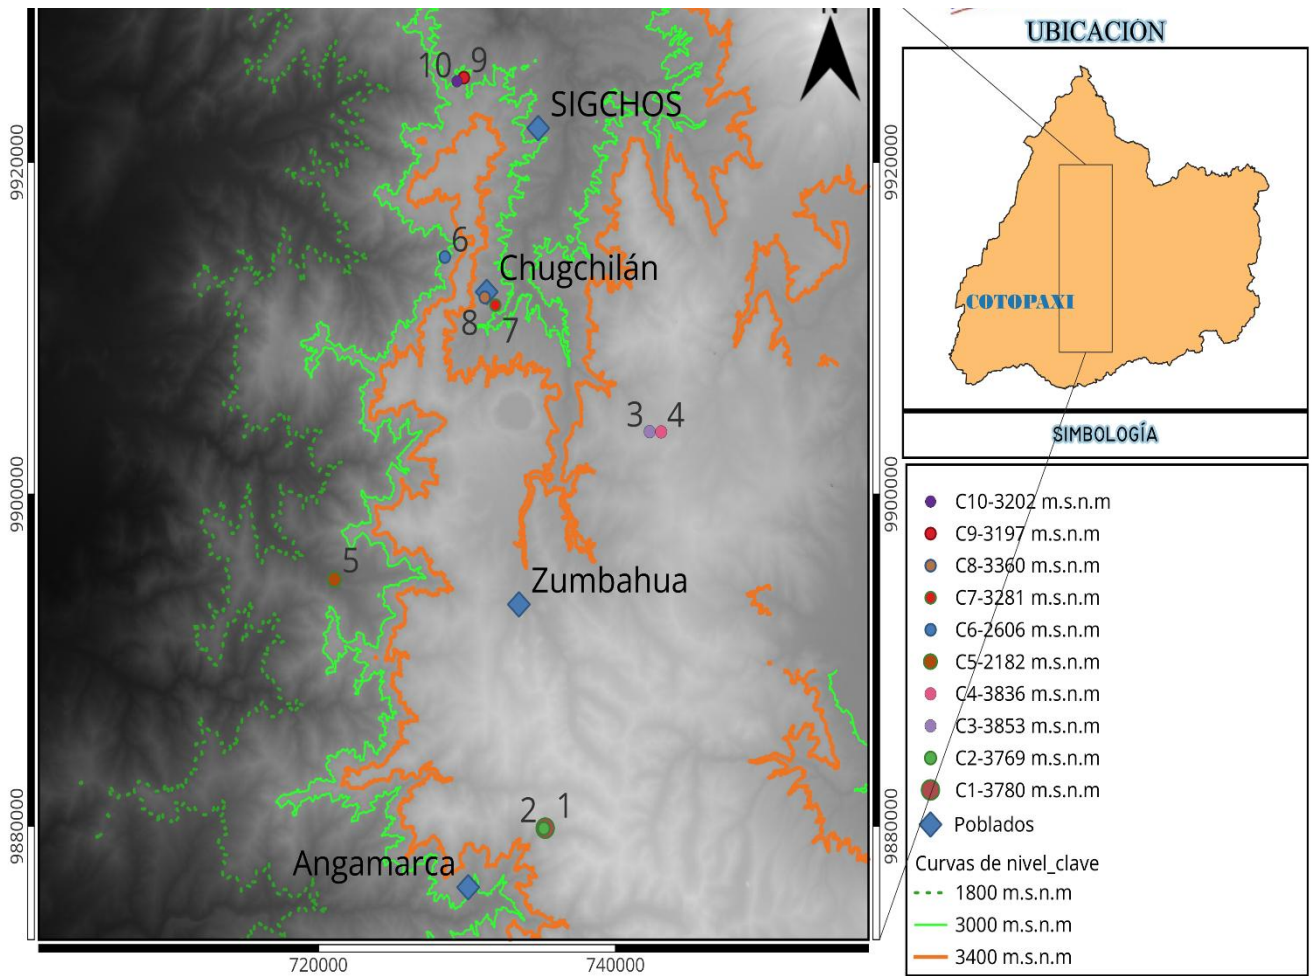 N
10 9
SIGCHOS
6
Chugchilán
8 7
3 4
5
Zumbahua
2 1
Angamarca
9920000
9900000
9880000
9920000
9900000
9880000
720000 740000
UBICACIÓN
COTOPAXI
SIMBOLOGÍA
C10-3202 m.s.n.m
C9-3197 m.s.n.m
C8-3360 m.s.n.m
C7-3281 m.s.n.m
C6-2606 m.s.n.m
C5-2182 m.s.n.m
C4-3836 m.s.n.m
C3-3853 m.s.n.m
C2-3769 m.s.n.m
C1-3780 m.s.n.m
Poblados
Curvas de nivel_clave
1800 m.s.n.m
3000 m.s.n.m
3400 m.s.n.m